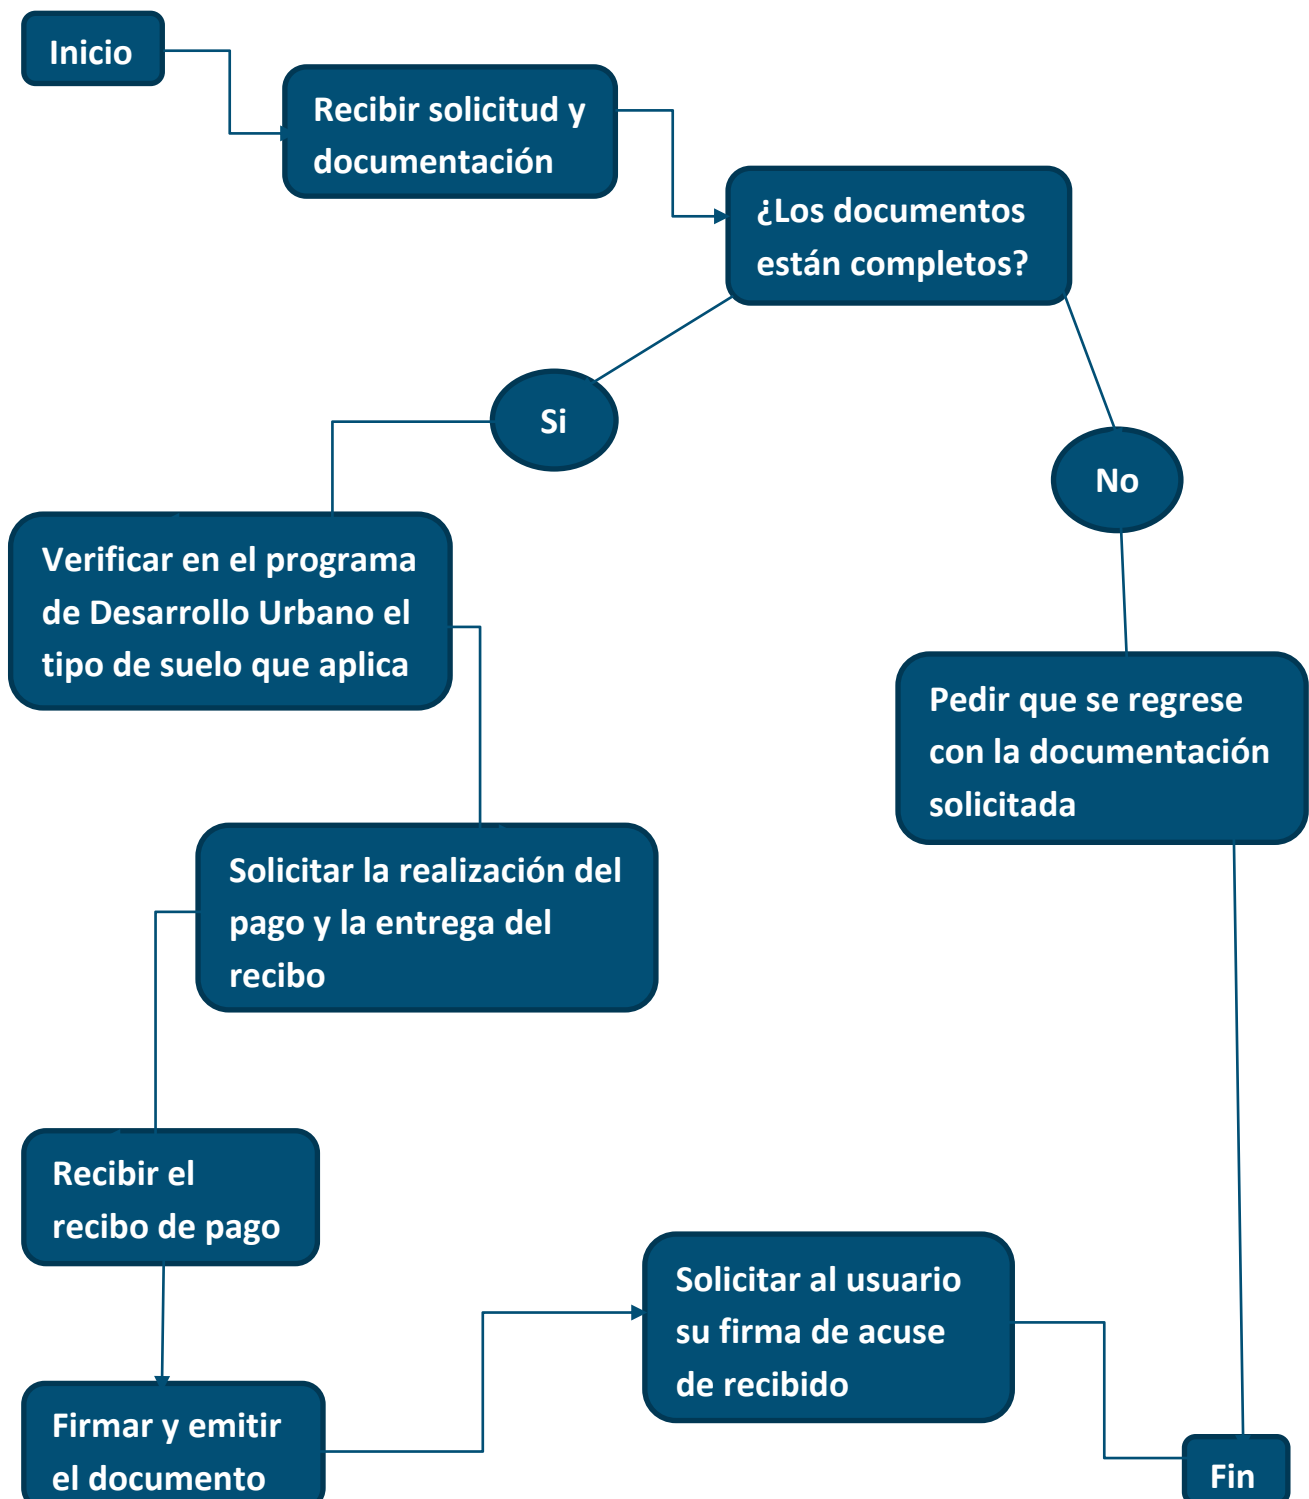 Inicio
Recibir solicitud y
documentación
¿Los documentos
están completos?
Si
No
Verificar en el programa
de Desarrollo Urbano el
tipo de suelo que aplica
Pedir que se regrese
con la documentación
solicitada
Solicitar la realización del
pago y la entrega del
recibo
Recibir el
recibo de pago
Solicitar al usuario
su firma de acuse
de recibido
Firmar y emitir
el documento
Fin